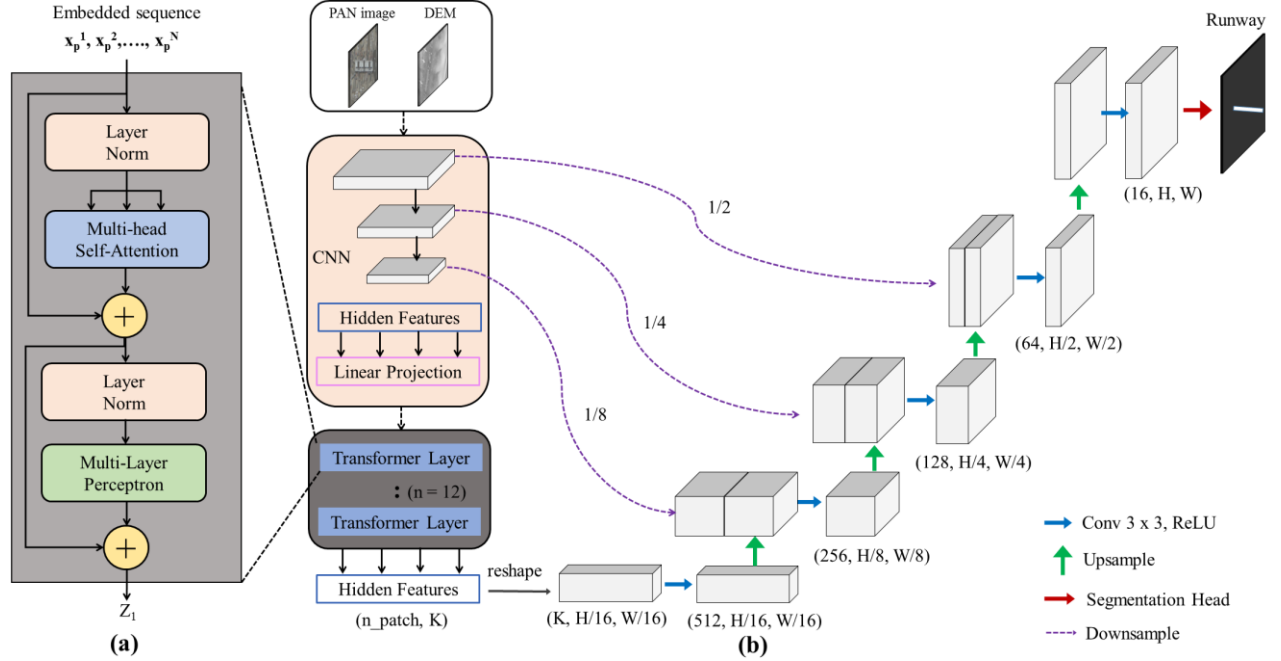 Embedded sequence
x_p^1, x_p^2,...., x_p^N
Layer
Norm
Multi-head
Self-Attention
+
Layer
Norm
Multi-Layer
Perceptron
+
Z_1
(a)
PAN image
DEM
CNN
Hidden Features
Linear Projection
Transformer Layer
: (n = 12)
Transformer Layer
Hidden Features
(n_patch, K)
reshape
(K, H/16, W/16)
(512, H/16, W/16)
(b)
1/2
1/4
1/8
(256, H/8, W/8)
(128, H/4, W/4)
(64, H/2, W/2)
(16, H, W)
Runway
Conv 3 x 3, ReLU
Upsample
Segmentation Head
Downsample